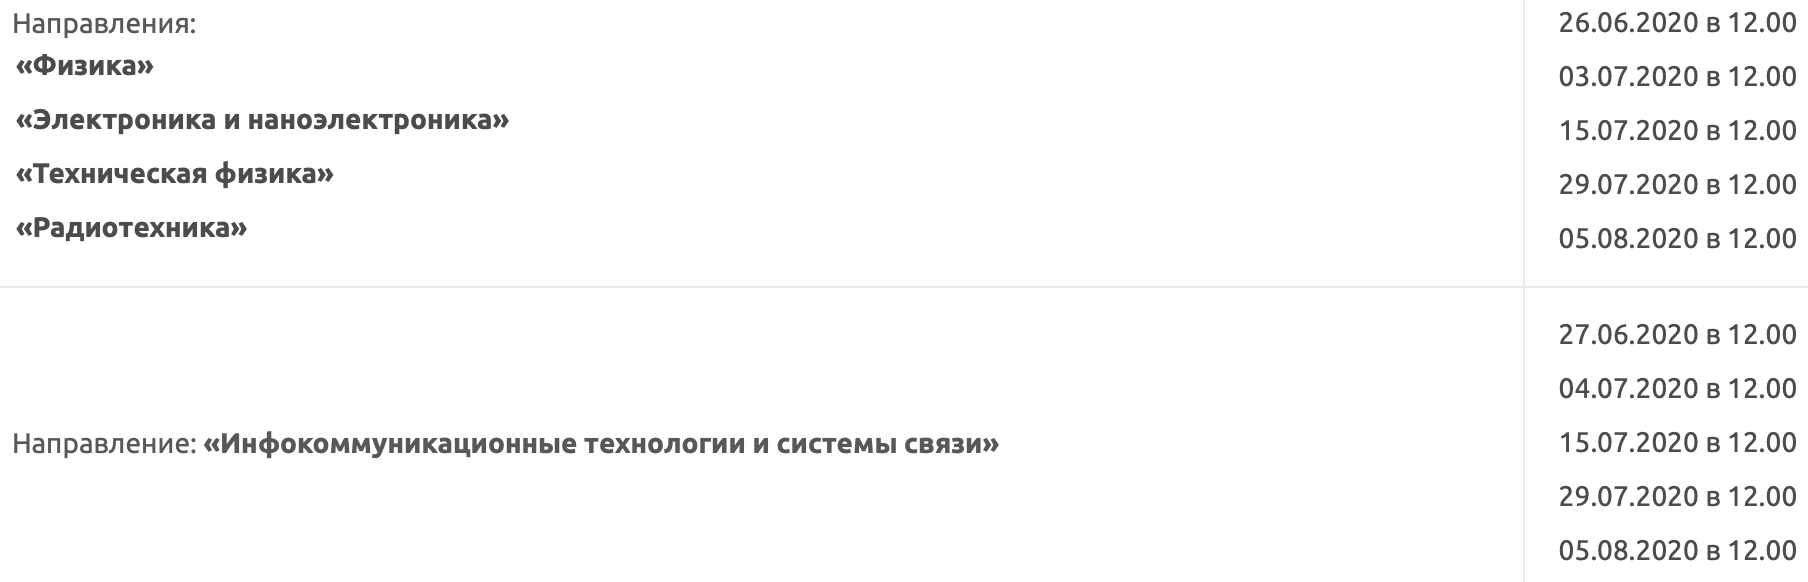 Направления:
«Физика»
«Электроника и наноэлектроника»
«Техническая физика»
«Радиотехника»
26.06.2020 в 12.00
03.07.2020 в 12.00
15.07.2020 в 12.00
29.07.2020 в 12.00
05.08.2020 в 12.00
Направление: «Инфокоммуникационные технологии и системы связи»
27.06.2020 в 12.00
04.07.2020 в 12.00
15.07.2020 в 12.00
29.07.2020 в 12.00
05.08.2020 в 12.00